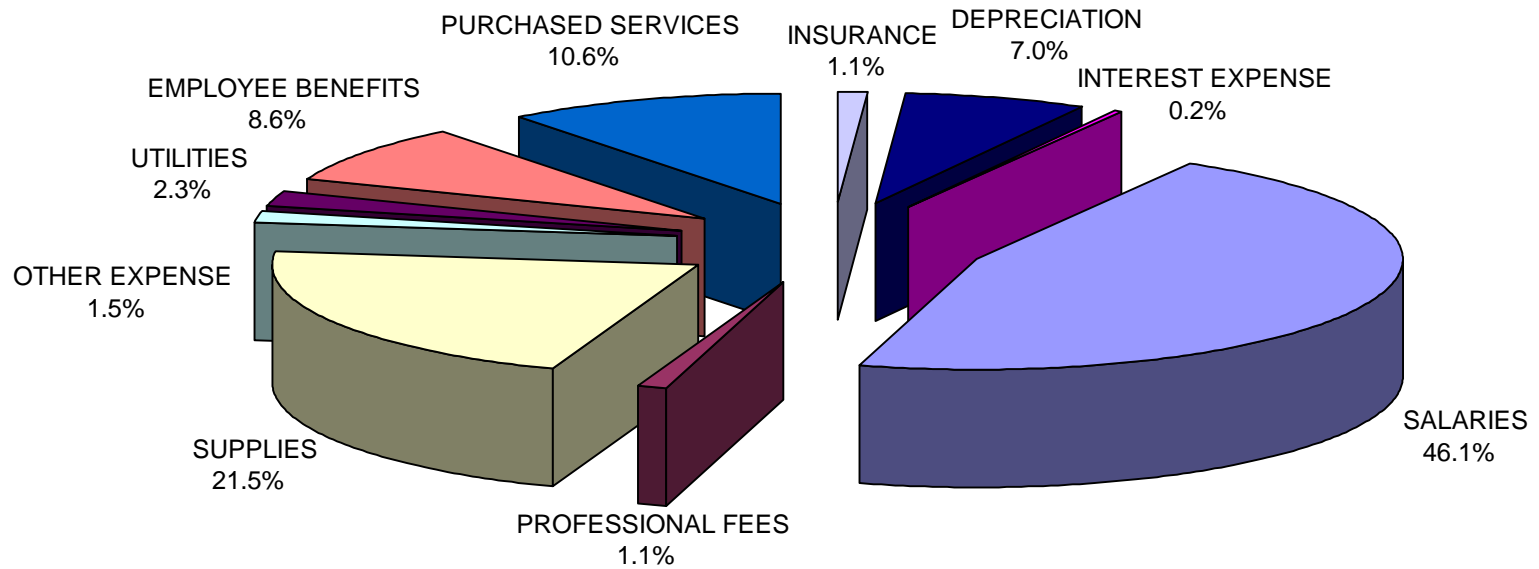 PURCHASED SERVICES
10.6%
INSURANCE
1.1%
DEPRECIATION
7.0%
INTEREST EXPENSE
0.2%
EMPLOYEE BENEFITS
8.6%
UTILITIES
2.3%
OTHER EXPENSE
1.5%
SALARIES
46.1%
SUPPLIES
21.5%
PROFESSIONAL FEES
1.1%